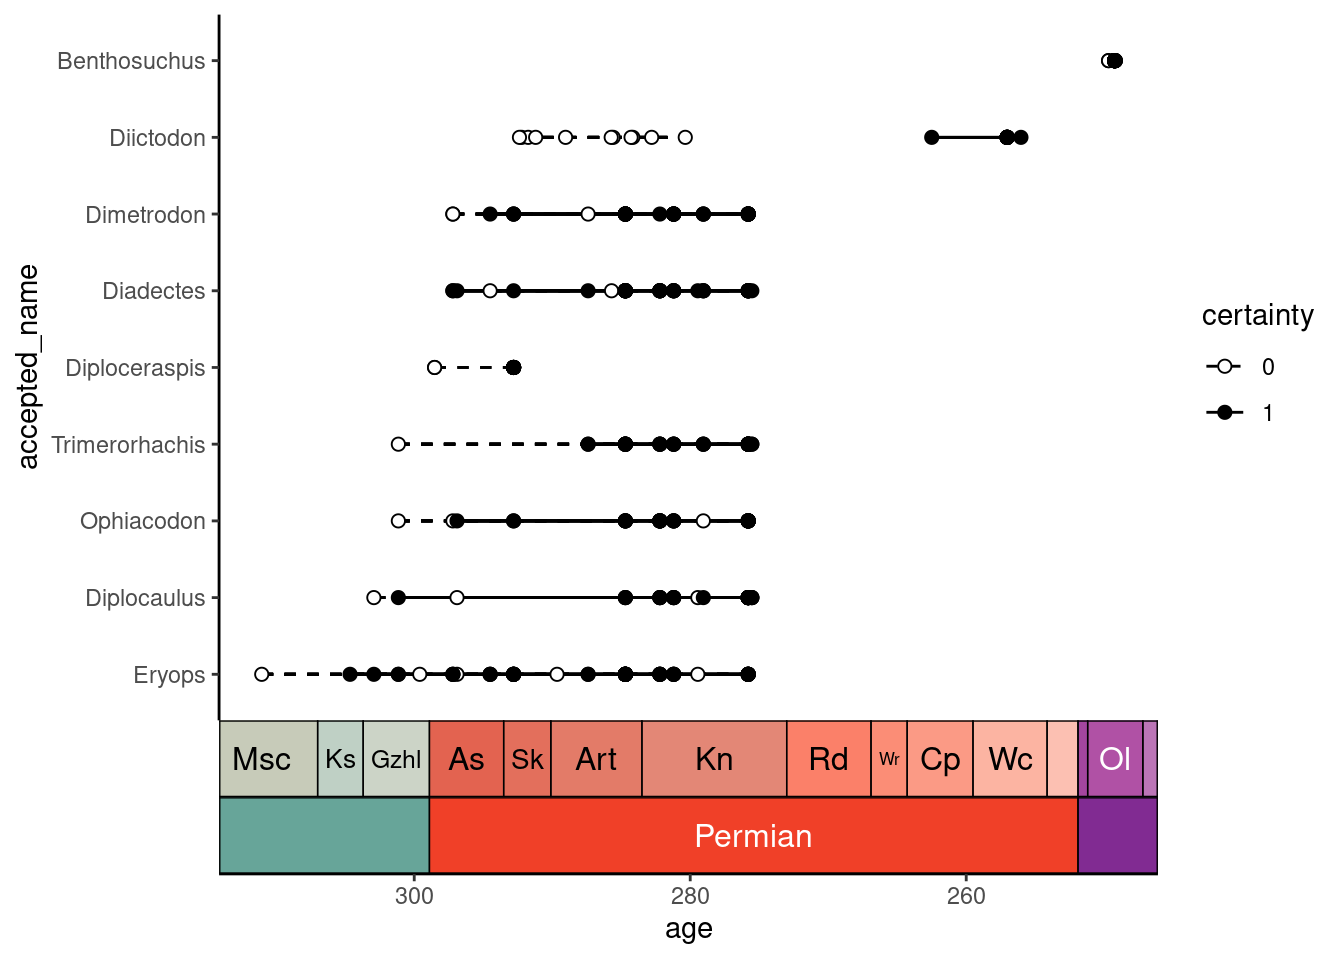 Benthosuchus
Diictodon
Dimetrodon
Diadectes
Diploceraspis
Trimerorhachis
Ophiacodon
Diplocaulus
Eryops
accepted_name
certainty
0
1
Msc Ks Gzhl As Sk Art Kn Rd Wr Cp Wc Ol
Permian
300 280 260
age